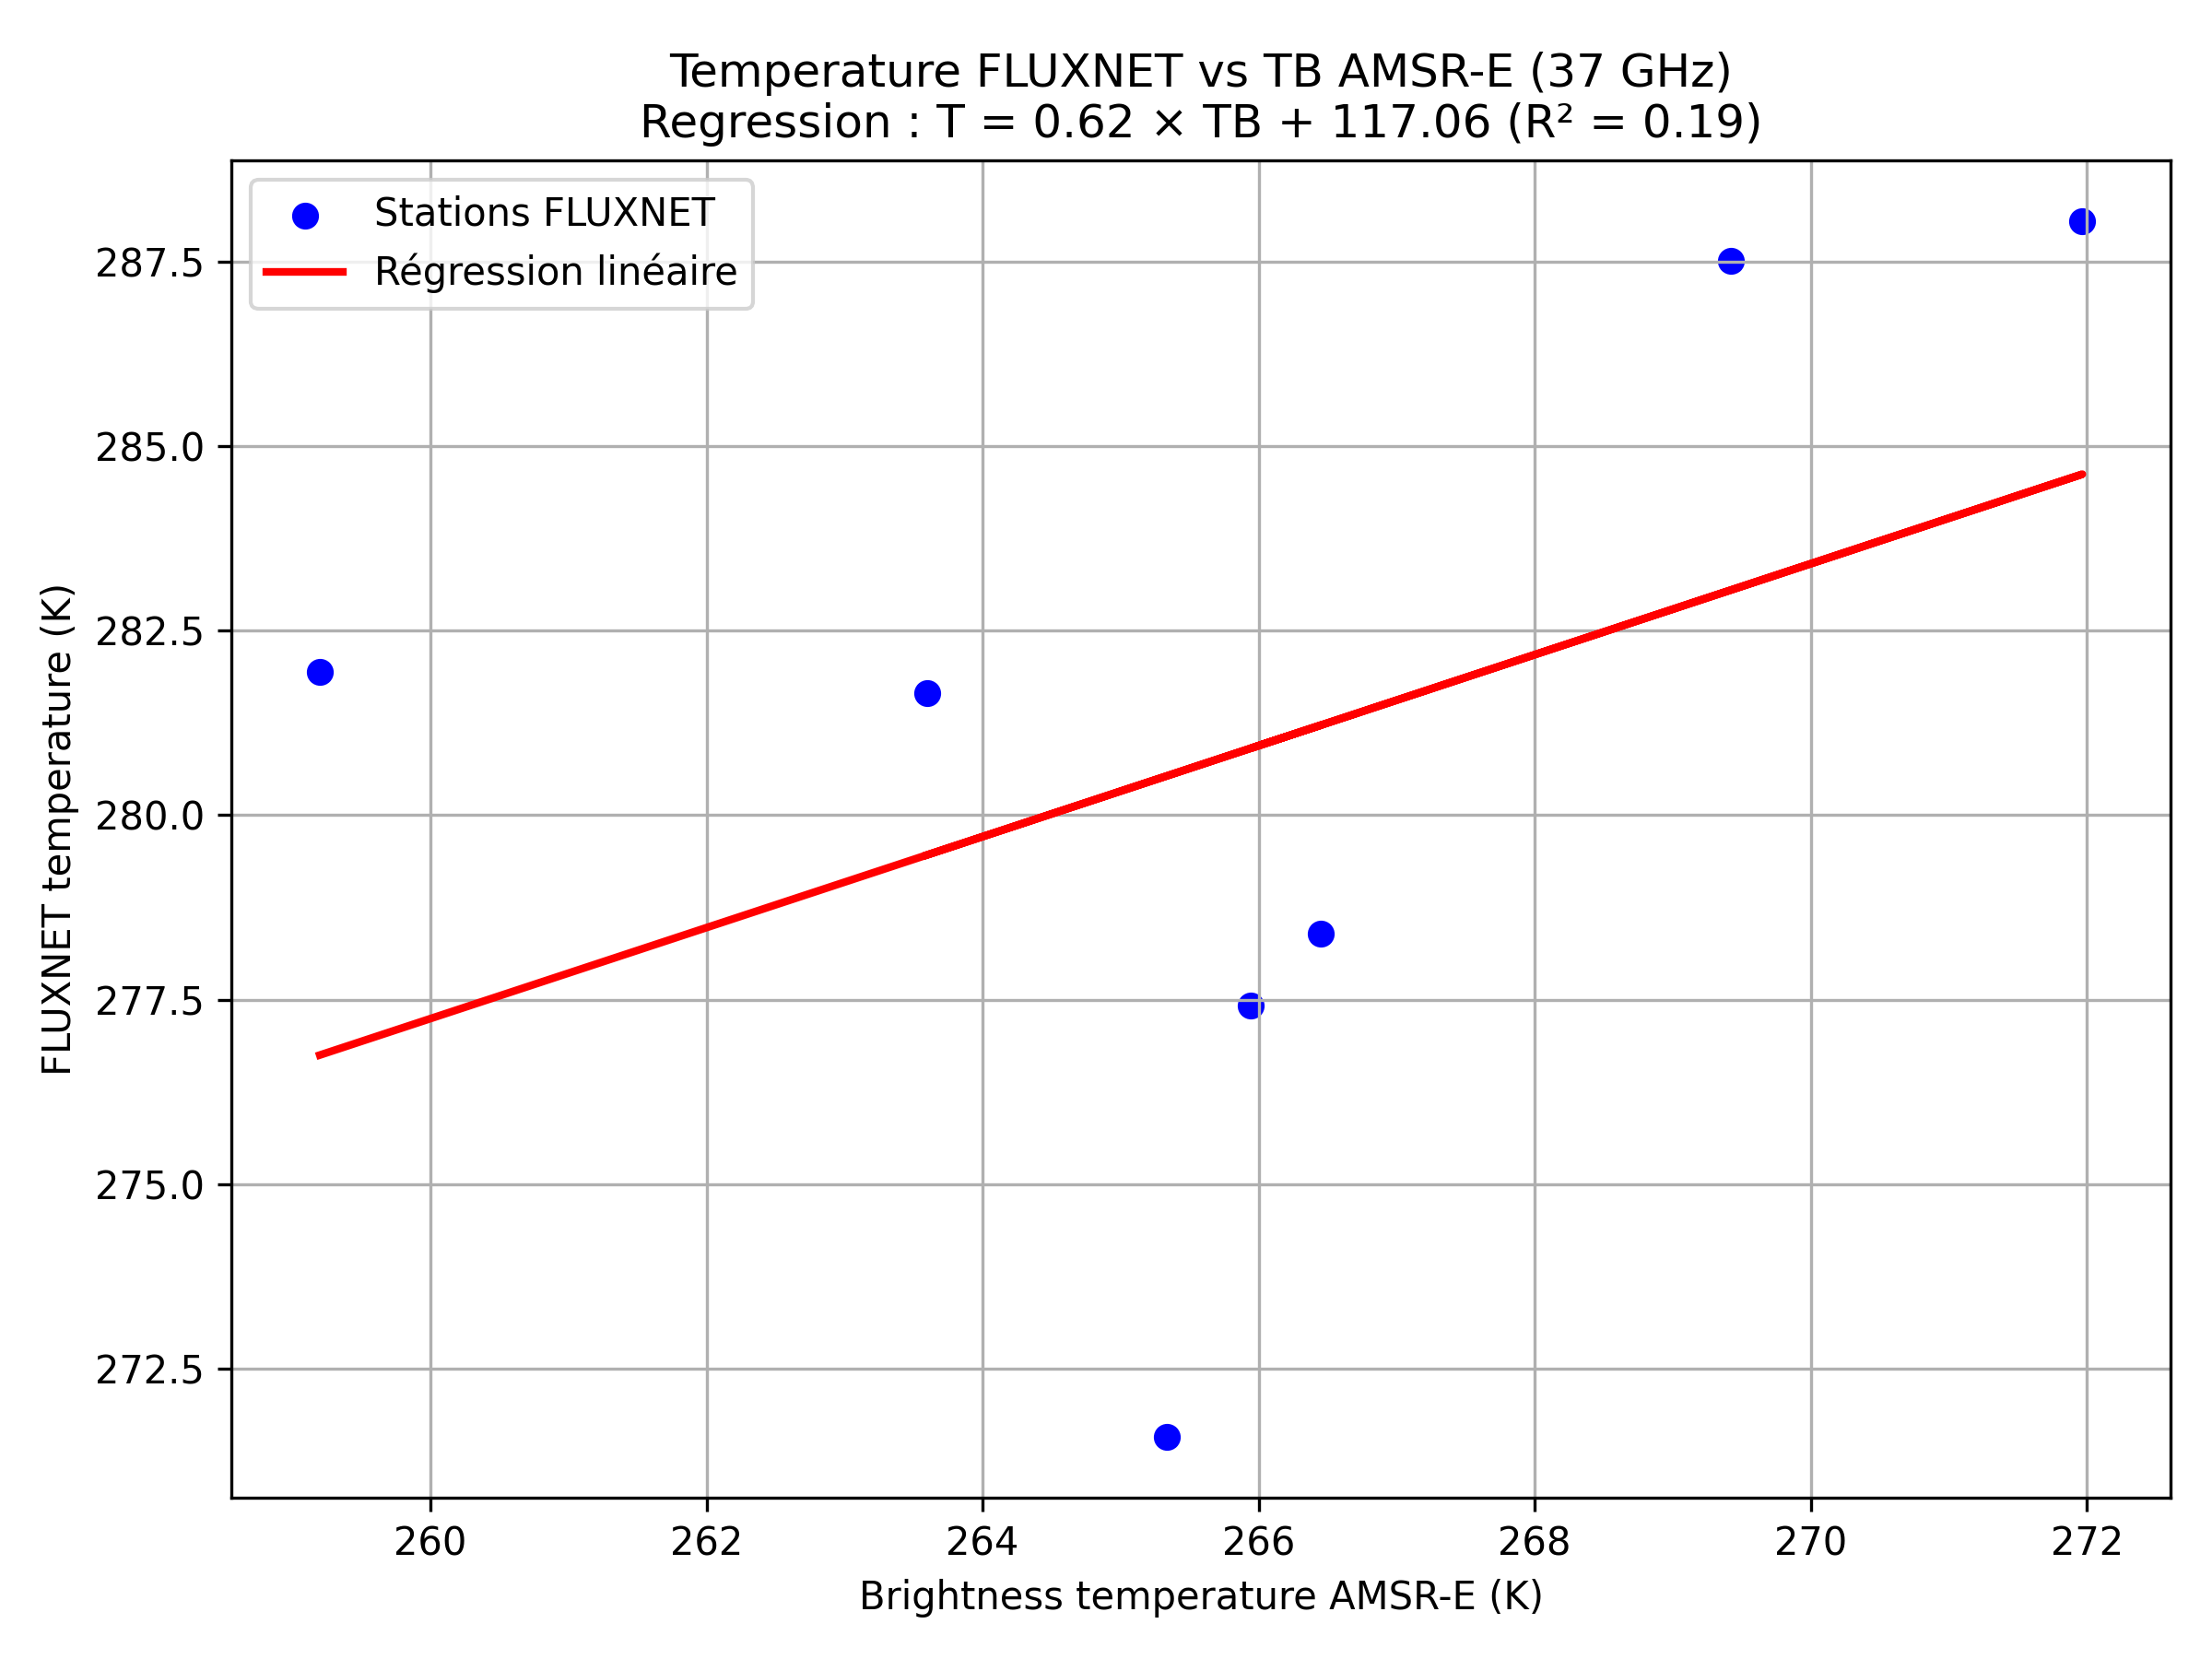 Temperature FLUXNET vs TB AMSR-E (37 GHz)
Regression : T = 0.62 × TB + 117.06 (R² = 0.19)
Stations FLUXNET
Régression linéaire
287.5
285.0
282.5
280.0
277.5
275.0
272.5
FLUXNET temperature (K)
260 262 264 266 268 270 272
Brightness temperature AMSR-E (K)